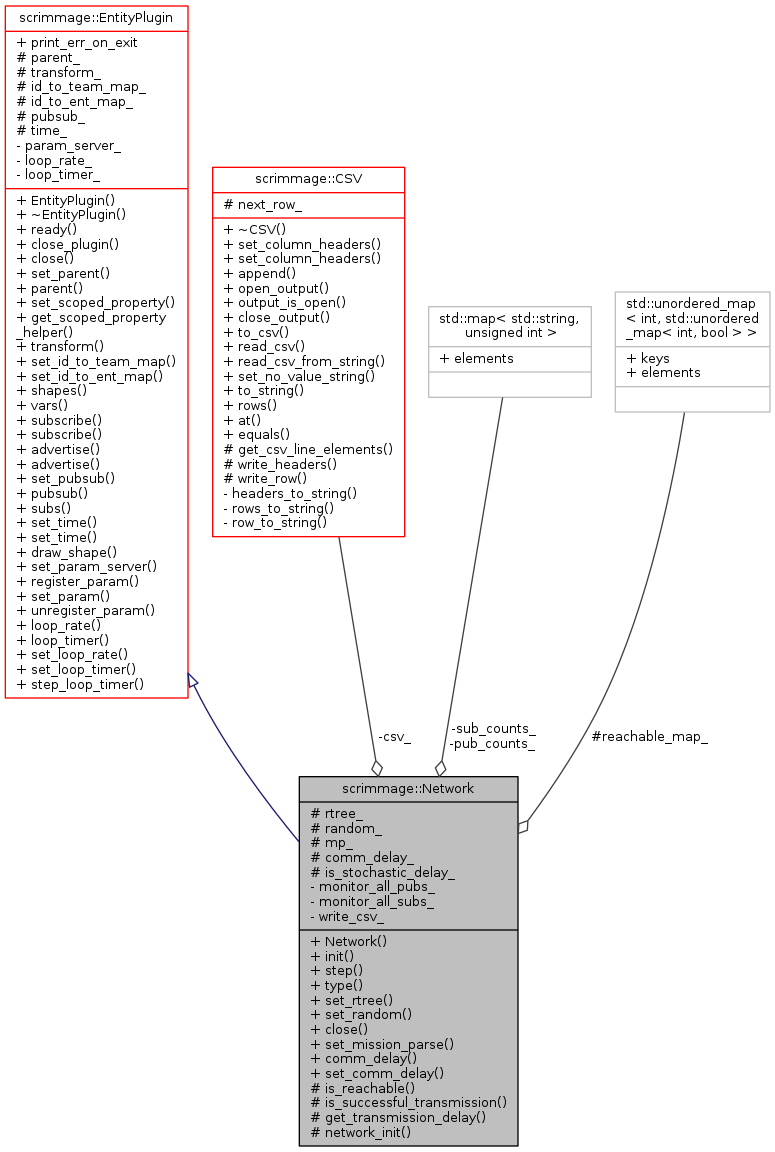 scrimmage::EntityPlugin
+ print_err_on_exit
# parent_
# transform_
# id_to_team_map_
# id_to_ent_map_
# pubsub_
# time_
- param_server_
- loop_rate_
- loop_timer_
+ EntityPlugin()
+ ~EntityPlugin()
+ ready()
+ close_plugin()
+ close()
+ set_parent()
+ parent()
+ set_scoped_property()
+ get_scoped_property
_helper()
+ transform()
+ set_id_to_team_map()
+ set_id_to_ent_map()
+ shapes()
+ vars()
+ subscribe()
+ subscribe()
+ advertise()
+ advertise()
+ set_pubsub()
+ pubsub()
+ subs()
+ set_time()
+ set_time()
+ draw_shape()
+ set_param_server()
+ register_param()
+ set_param()
+ unregister_param()
+ loop_rate()
+ loop_timer()
+ set_loop_rate()
+ set_loop_timer()
+ step_loop_timer()
scrimmage::CSV
# next_row_
+ ~CSV()
+ set_column_headers()
+ set_column_headers()
+ append()
+ open_output()
+ output_is_open()
+ close_output()
+ to_csv()
+ read_csv()
+ read_csv_from_string()
+ set_no_value_string()
+ to_string()
+ rows()
+ at()
+ equals()
# get_csv_line_elements()
# write_headers()
# write_row()
- headers_to_string()
- rows_to_string()
- row_to_string()
std::map< std::string,
unsigned int >
+ elements
std::unordered_map
< int, std::unordered
_map< int, bool > >
+ keys
+ elements
-csv_
-sub_counts_
-pub_counts_
#reachable_map_
scrimmage::Network
# rtree_
# random_
# mp_
# comm_delay_
# is_stochastic_delay_
- monitor_all_pubs_
- monitor_all_subs_
- write_csv_
+ Network()
+ init()
+ step()
+ type()
+ set_rtree()
+ set_random()
+ close()
+ set_mission_parse()
+ comm_delay()
+ set_comm_delay()
# is_reachable()
# is_successful_transmission()
# get_transmission_delay()
# network_init()